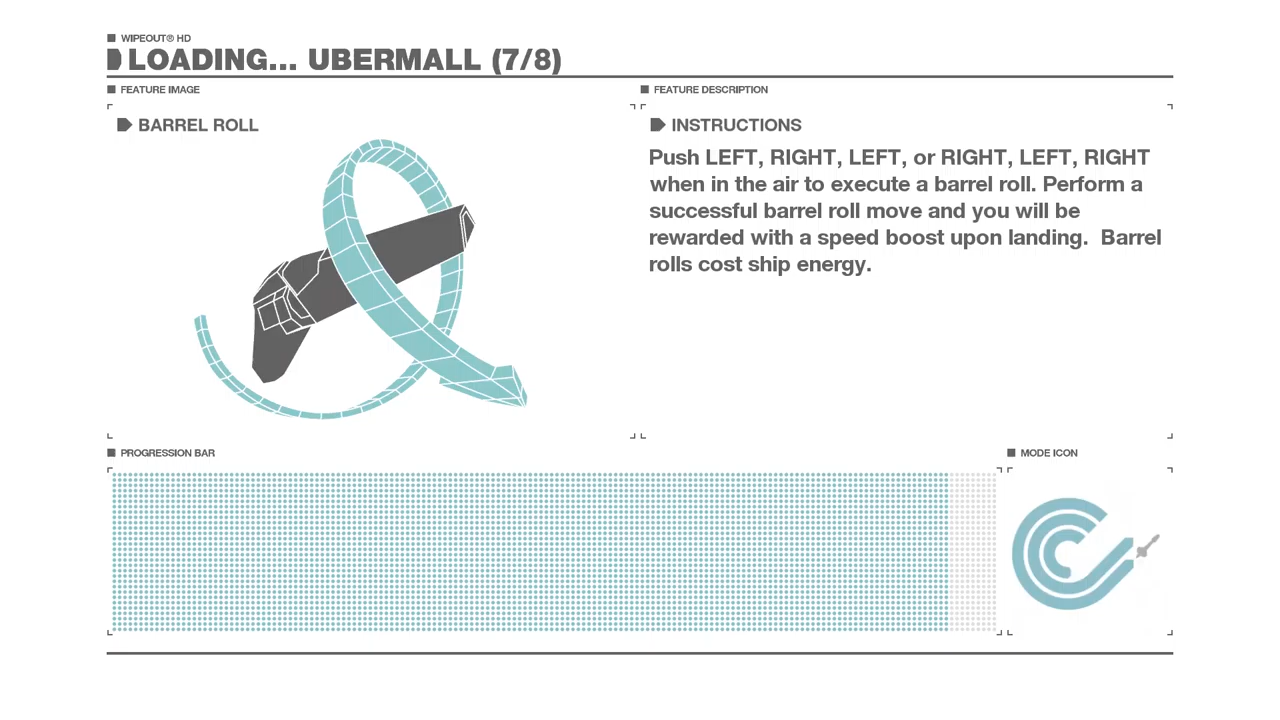 WIPEOUT® HD
LOADING... UBERMALL (7/8)
FEATURE IMAGE
FEATURE DESCRIPTION
BARREL ROLL
INSTRUCTIONS
Push LEFT, RIGHT, LEFT, or RIGHT, LEFT, RIGHT
when in the air to execute a barrel roll. Perform a
successful barrel roll move and you will be
rewarded with a speed boost upon landing.  Barrel
rolls cost ship energy.
PROGRESSION BAR
MODE ICON